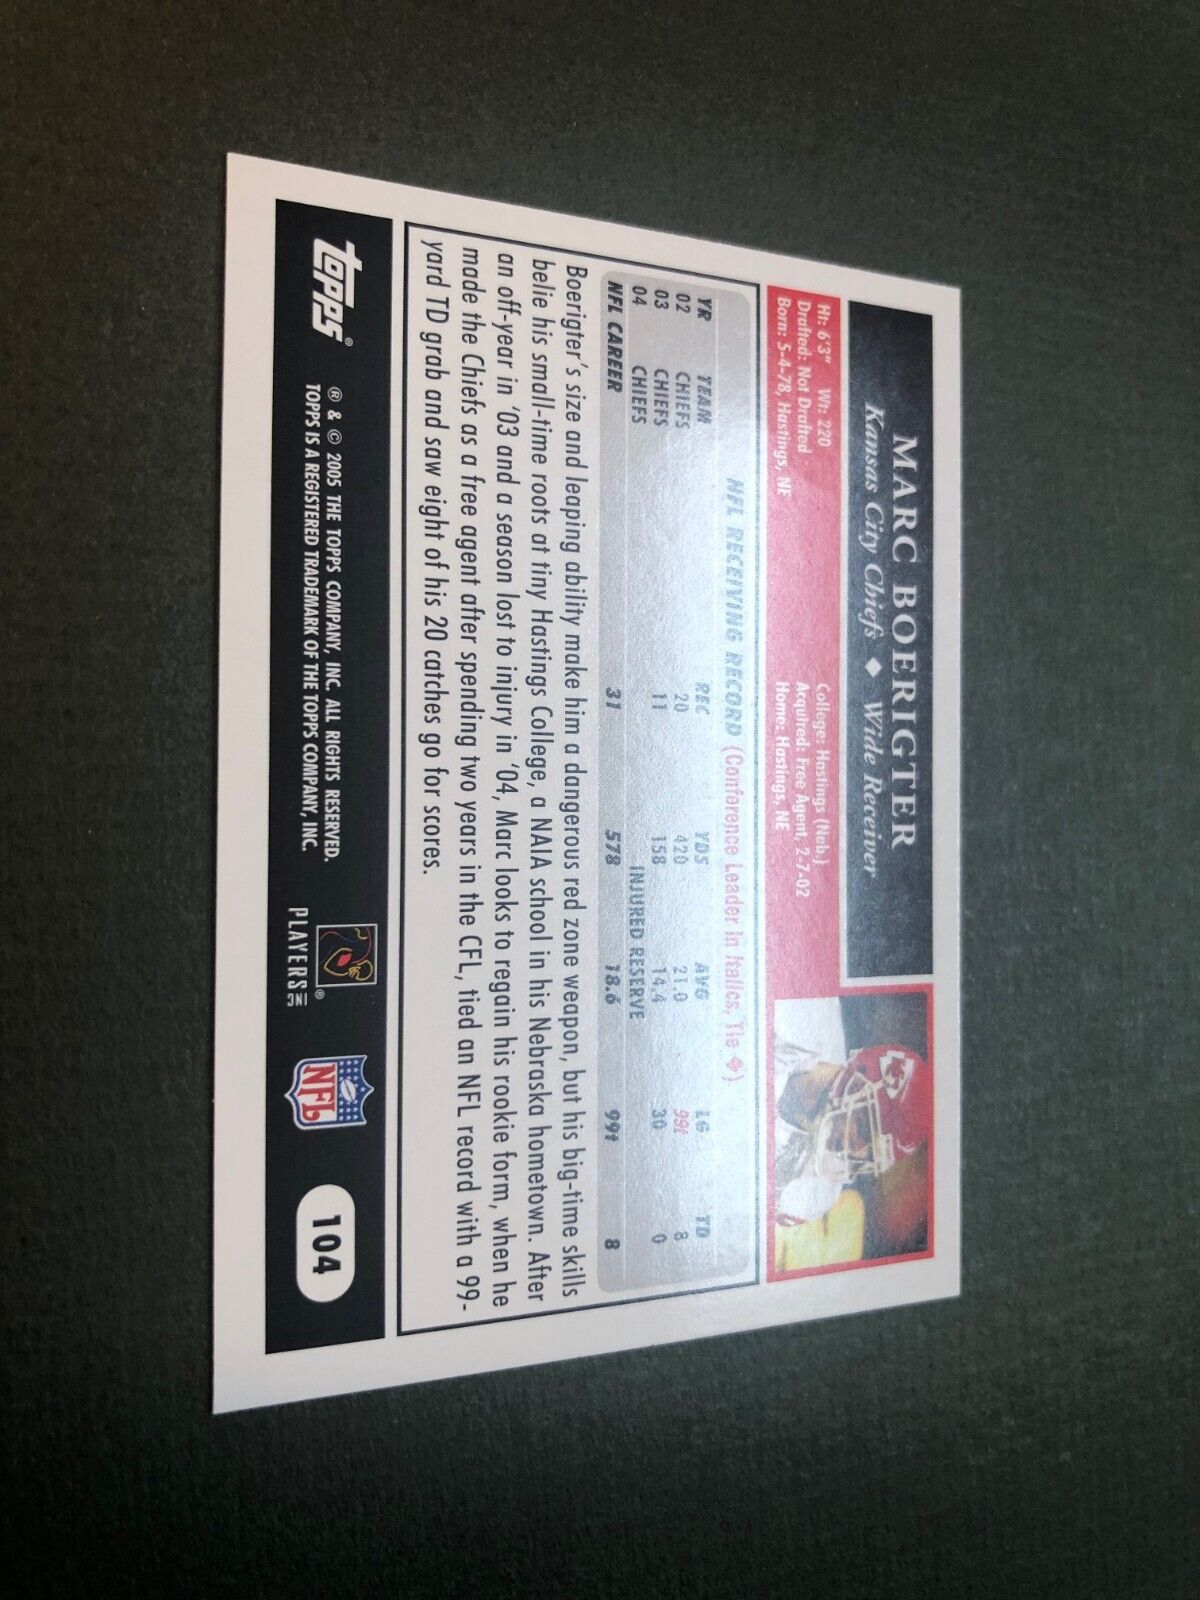 MARC BOERIGTER
Kansas City Chiefs ◆ Wide Receiver
Ht: 6'3" Wt: 220 College: Hastings (Neb.)
Drafted: Not Drafted Acquired: Free Agent, 2-7-02
Born: 5-4-78, Hastings, NE Home: Hastings, NE
NFL RECEIVING RECORD (Conference Leader in Italics, Tie ◆)
YR TEAM REC YDS AVG LG TD
02 CHIEFS 20 420 21.0 99t 8
03 CHIEFS 11 158 14.4 30 0
04 CHIEFS INJURED RESERVE
NFL CAREER 31 578 18.6 99t 8
Boerigter's size and leaping ability make him a dangerous red zone weapon, but his big-time skills
belie his small-time roots at tiny Hastings College, a NAIA school in his Nebraska hometown. After
an off-year in '03 and a season lost to injury in '04, Marc looks to regain his rookie form, when he
made the Chiefs as a free agent after spending two years in the CFL, tied an NFL record with a 99-
yard TD grab and saw eight of his 20 catches go for scores.
topps®
® & © 2005 THE TOPPS COMPANY, INC. ALL RIGHTS RESERVED.
TOPPS IS A REGISTERED TRADEMARK OF THE TOPPS COMPANY, INC.
®
PLAYERS INC
NFL
104